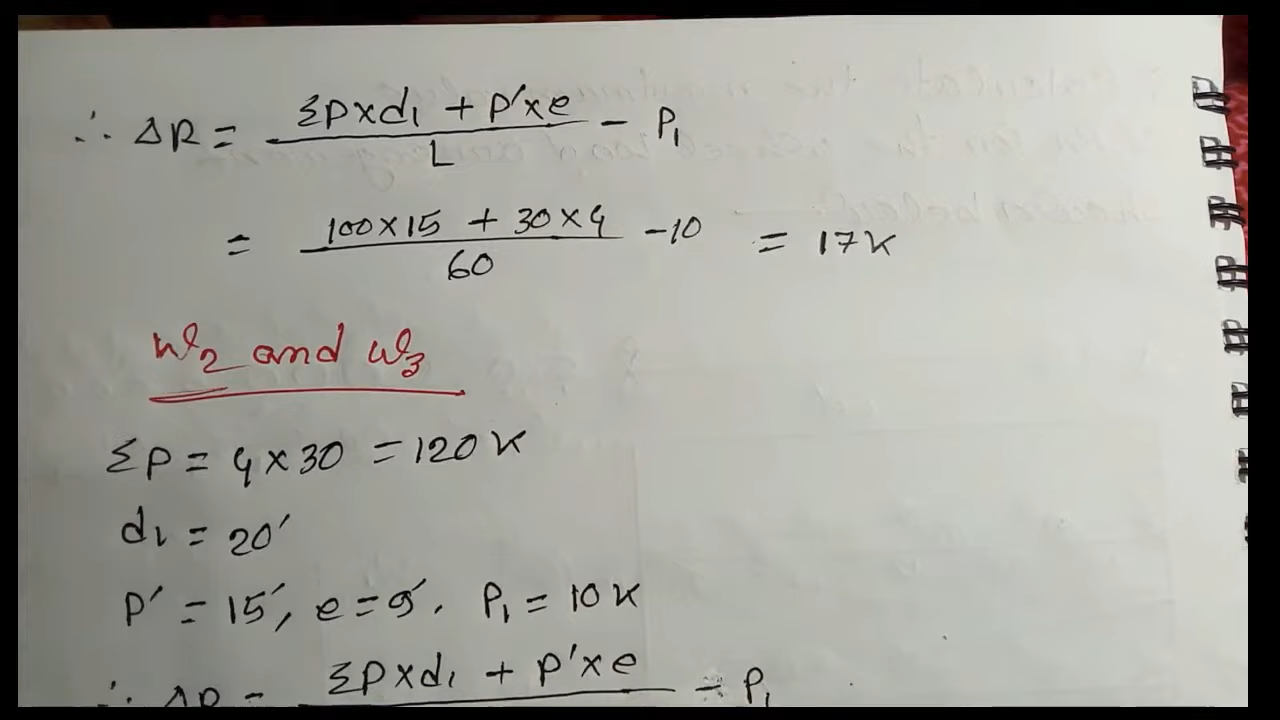 ∴ ΔR = (ΣP×d₁ + P'×e) / L − P₁
= (100×15 + 30×4) / 60 − 10 = 17K
W₂ and W₃
ΣP = 4×30 = 120K
d₁ = 20'
P' = 15', e = 5'. P₁ = 10K
∴ ΔR = ΣP×d₁ + P'×e − P₁